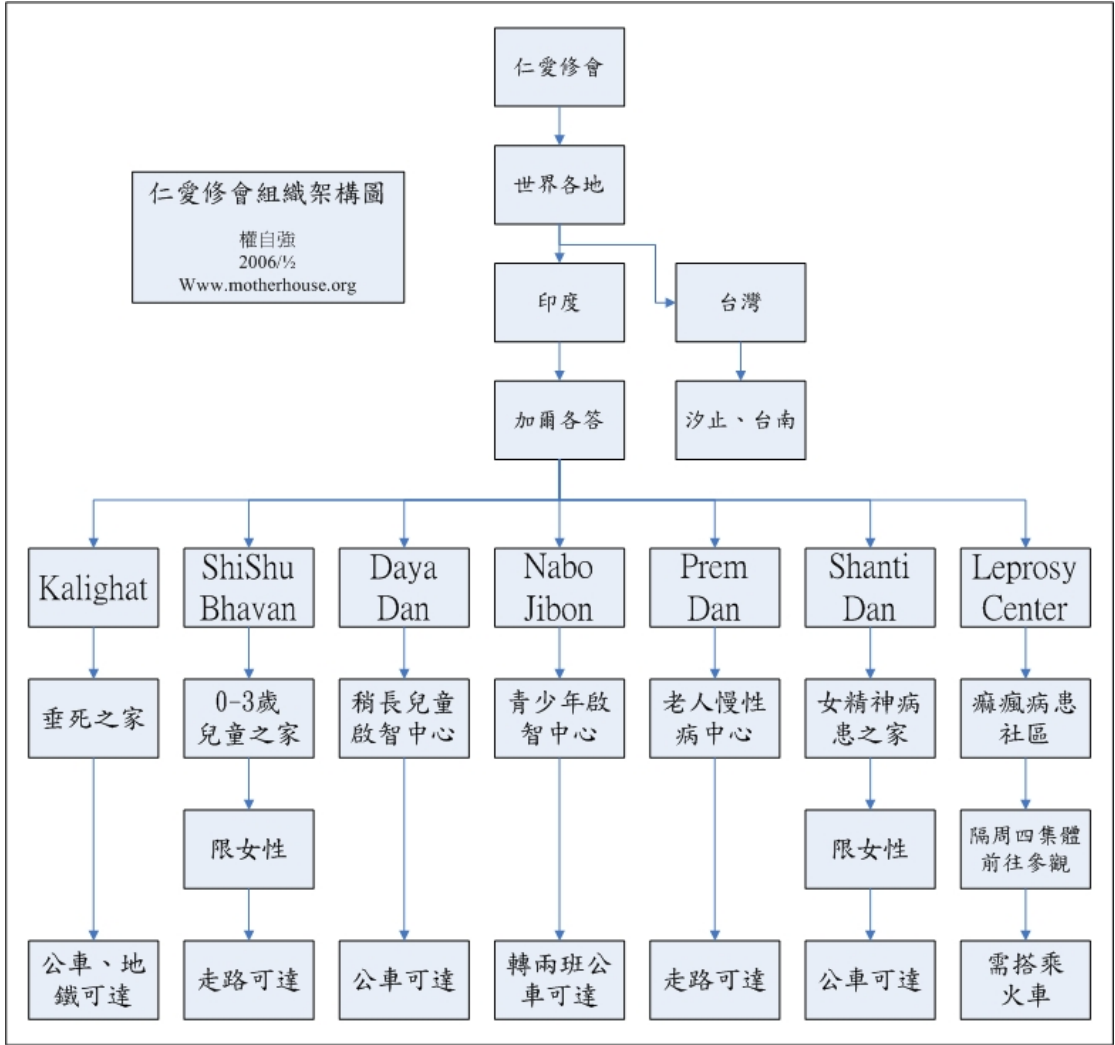 仁愛修會
世界各地
仁愛修會組織架構圖
權自強
2006/½
Www.motherhouse.org
印度
台灣
加爾各答
汐止、台南
Kalighat
ShiShu
Bhavan
Daya
Dan
Nabo
Jibon
Prem
Dan
Shanti
Dan
Leprosy
Center
垂死之家
0-3歲
兒童之家
稍長兒童
啟智中心
青少年啟
智中心
老人慢性
病中心
女精神病
患之家
痲瘋病患
社區
限女性
限女性
隔周四集體
前往參觀
公車、地
鐵可達
走路可達
公車可達
轉兩班公
車可達
走路可達
公車可達
需搭乘
火車